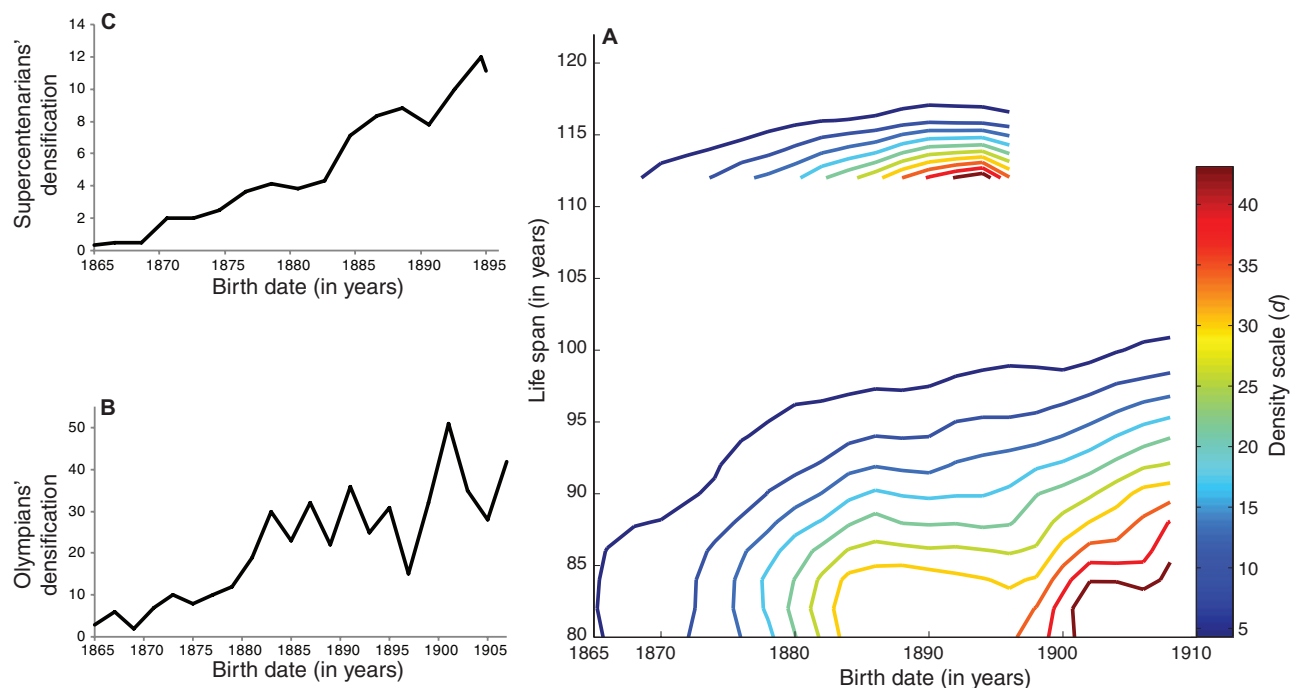 C
14
12
10
8
6
4
2
0
1865 1870 1875 1880 1885 1890 1895
Birth date (in years)
Supercentenarians'
densification
B
50
40
30
20
10
0
1865 1870 1875 1880 1885 1890 1895 1900 1905
Birth date (in years)
Olympians'
densification
A
120
115
110
105
100
95
90
85
80
1865 1870 1880 1890 1900 1910
Birth date (in years)
Life span (in years)
40
35
30
25
20
15
10
5
Density scale (d)